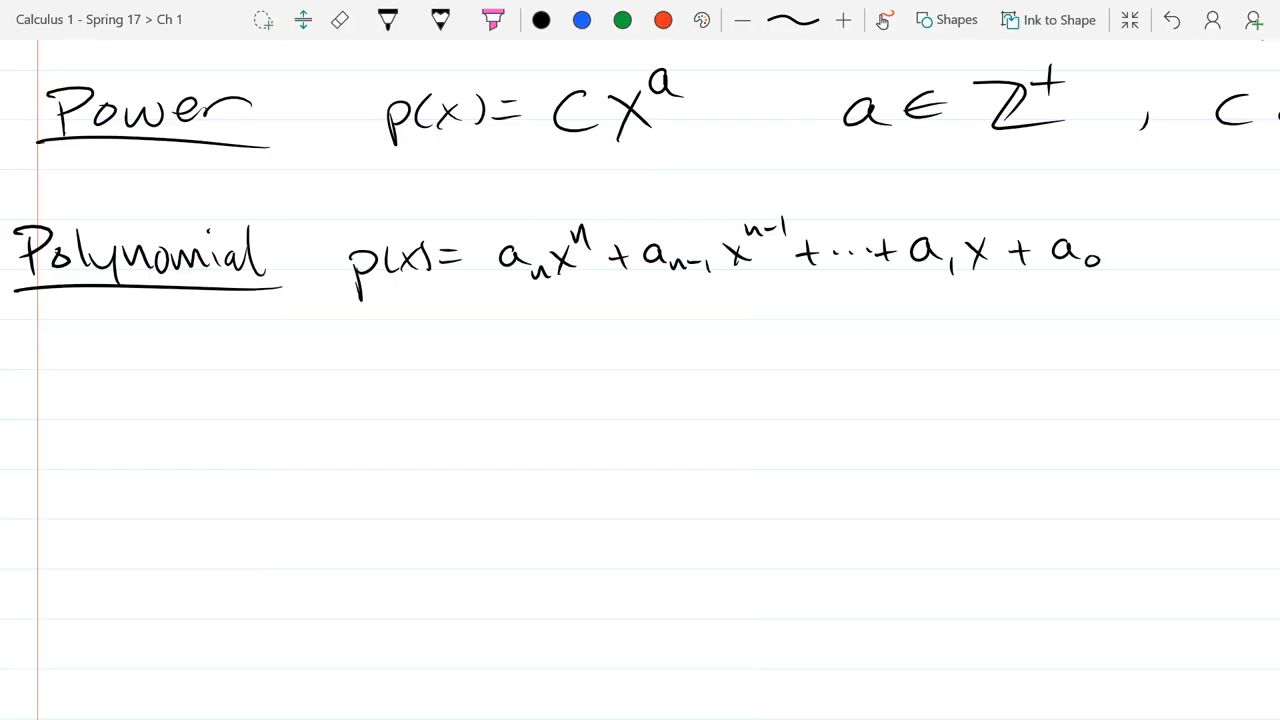 Calculus 1 - Spring 17 > Ch 1 Shapes Ink to Shape
Power p(x) = Cx^a a ∈ ℤ^+ , C
Polynomial p(x) = a_n x^n + a_{n-1} x^{n-1} + ... + a_1 x + a_0